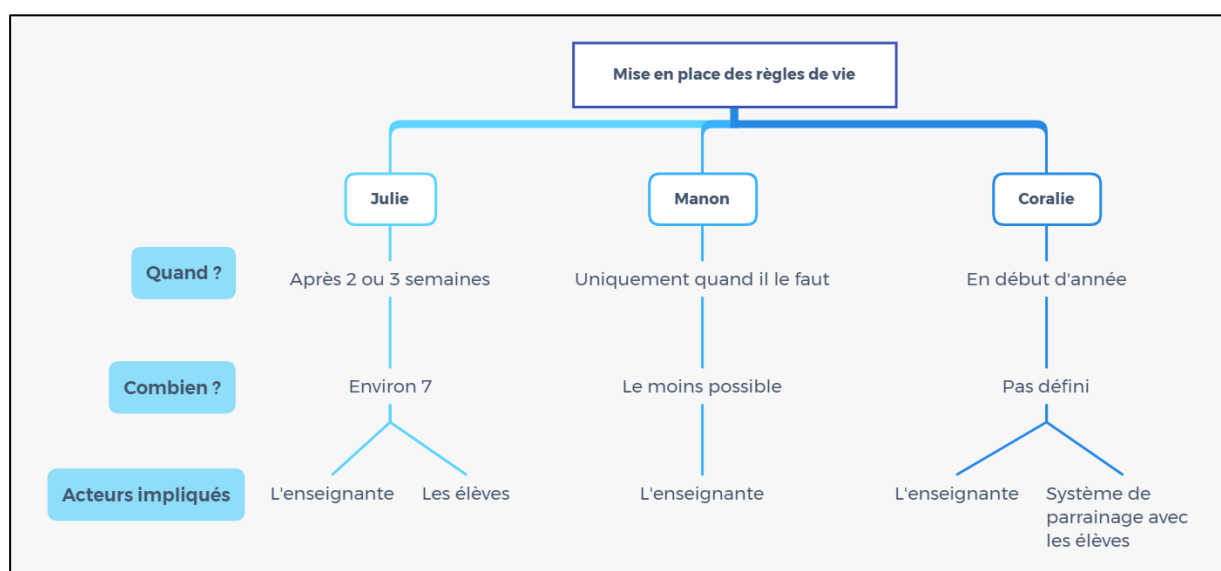 Mise en place des règles de vie
Julie
Manon
Coralie
Quand ?
Après 2 ou 3 semaines
Uniquement quand il le faut
En début d'année
Combien ?
Environ 7
Le moins possible
Pas défini
Acteurs impliqués
L'enseignante
Les élèves
L'enseignante
L'enseignante
Système de
parrainage avec
les élèves